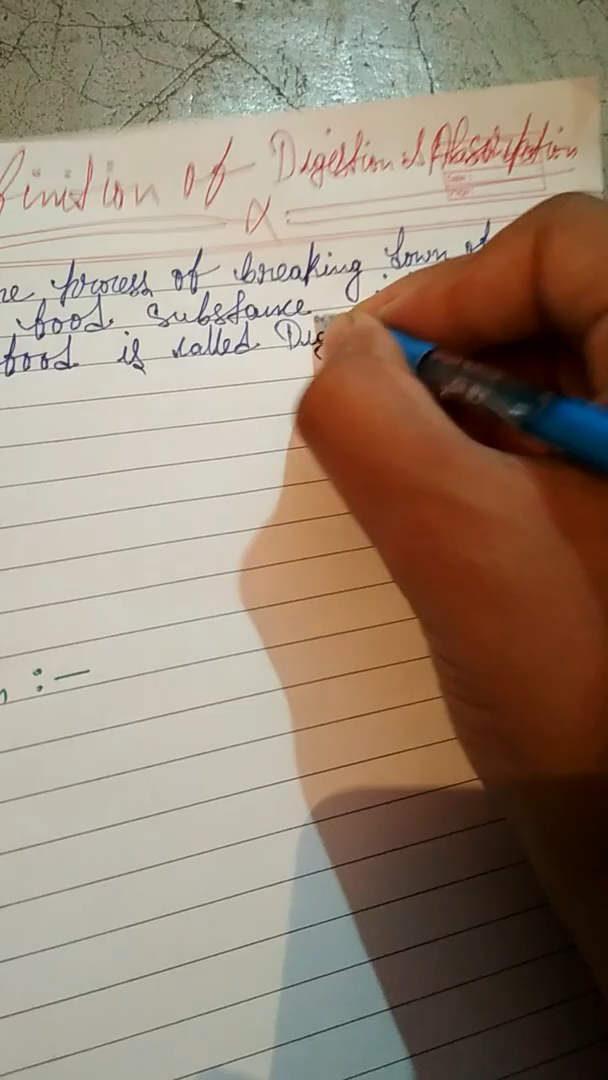 finition of Digestion & Absorption
he process of breaking down of
food substance
food is called Dig
:-